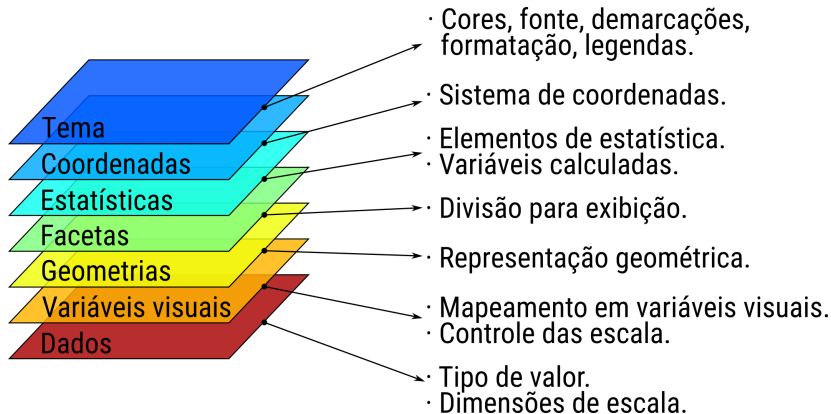 Tema
· Cores, fonte, demarcações,
formatação, legendas.
Coordenadas
· Sistema de coordenadas.
Estatísticas
· Elementos de estatística.
· Variáveis calculadas.
Facetas
· Divisão para exibição.
Geometrias
· Representação geométrica.
Variáveis visuais
· Mapeamento em variáveis visuais.
· Controle das escala.
Dados
· Tipo de valor.
· Dimensões de escala.